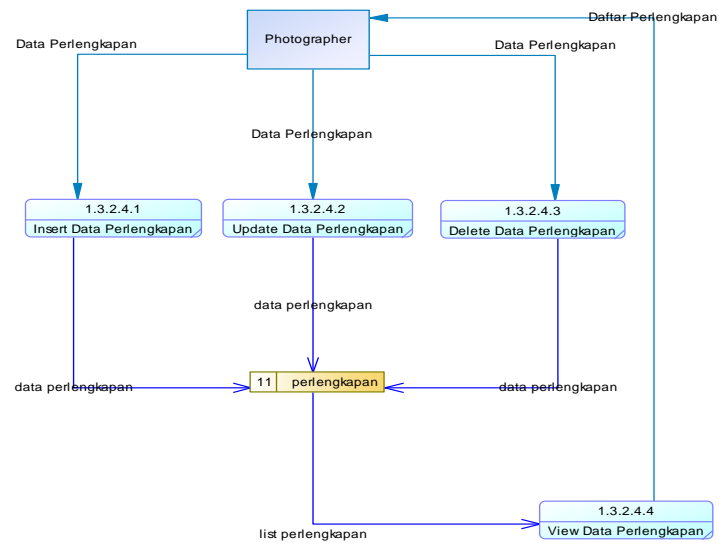 Daftar Perlengkapan
Photographer
Data Perlengkapan
Data Perlengkapan
Data Perlengkapan
1.3.2.4.1
Insert Data Perlengkapan
1.3.2.4.2
Update Data Perlengkapan
1.3.2.4.3
Delete Data Perlengkapan
data perlengkapan
11 perlengkapan
data perlengkapan
data perlengkapan
1.3.2.4.4
View Data Perlengkapan
list perlengkapan